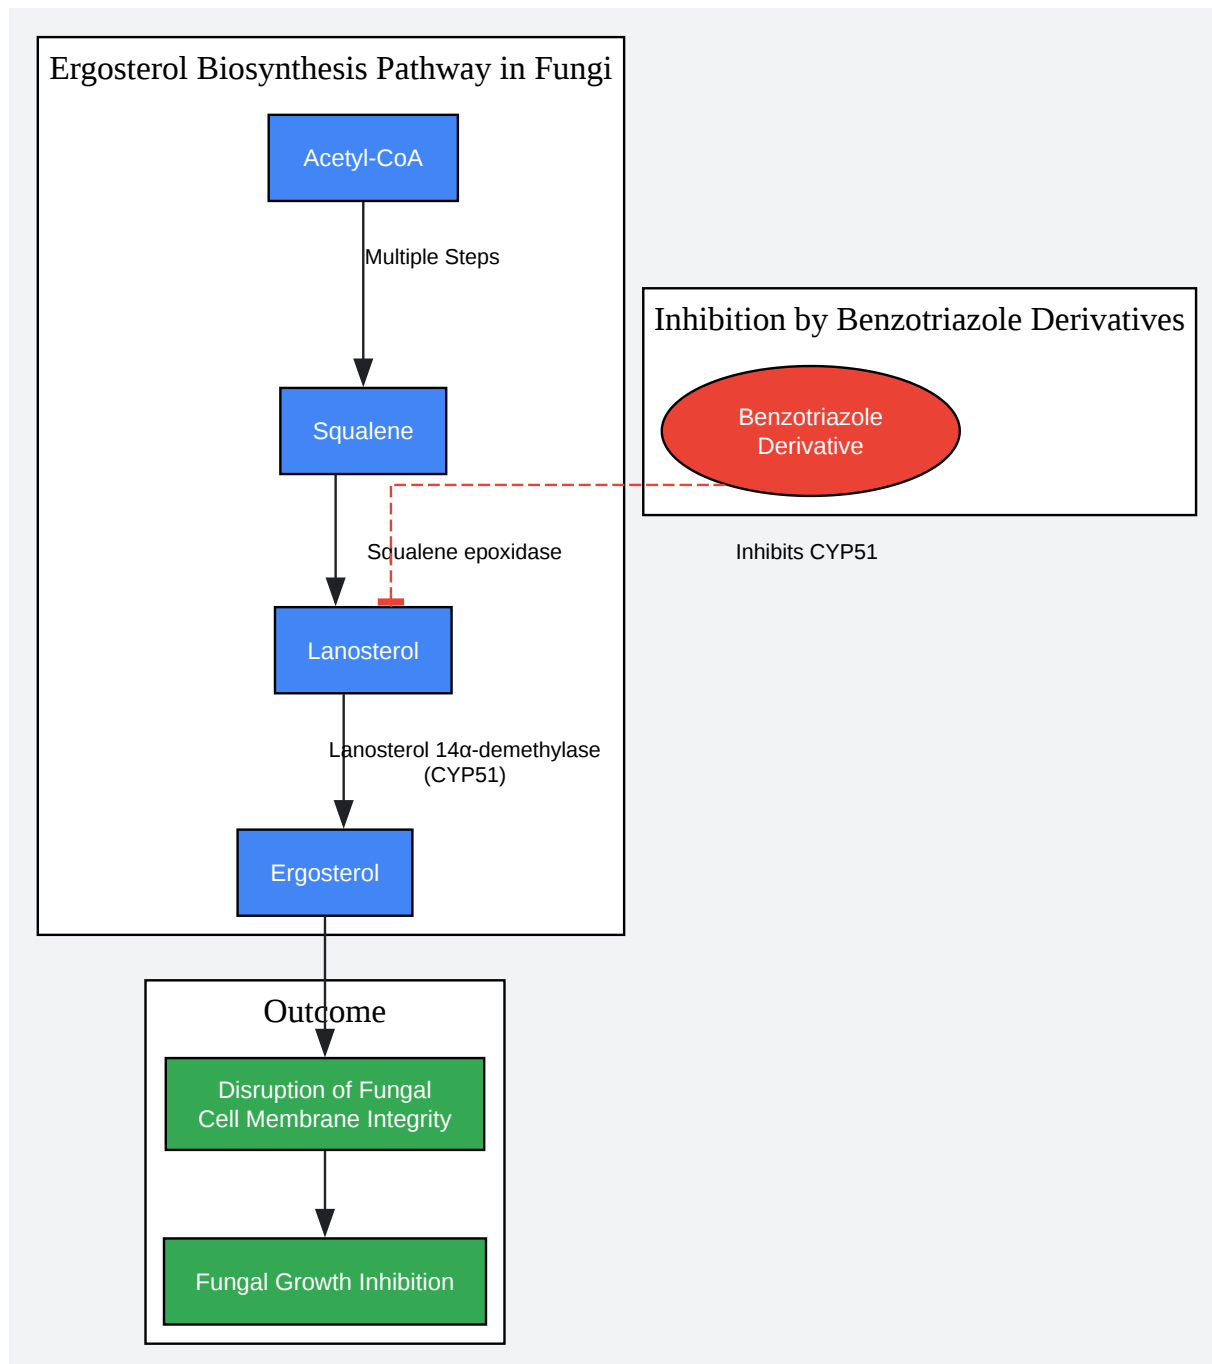 Ergosterol Biosynthesis Pathway in Fungi
Acetyl-CoA
Multiple Steps
Inhibition by Benzotriazole Derivatives
Benzotriazole
Derivative
Squalene
Squalene epoxidase
Inhibits CYP51
Lanosterol
Lanosterol 14α-demethylase
(CYP51)
Ergosterol
Outcome
Disruption of Fungal
Cell Membrane Integrity
Fungal Growth Inhibition